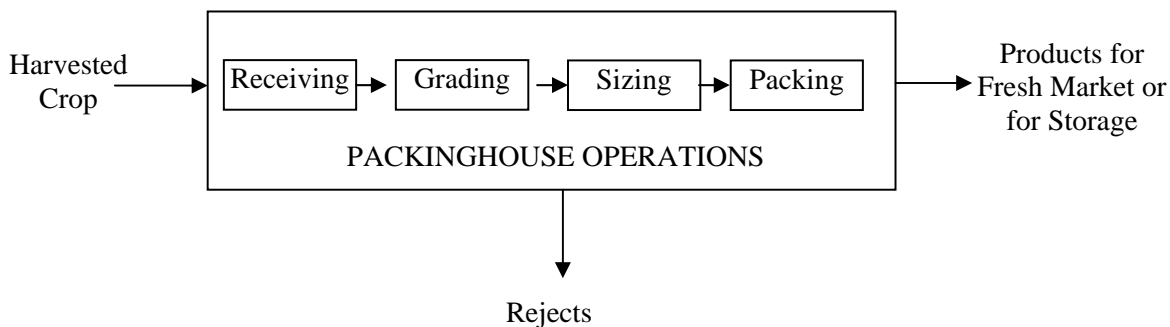 Harvested
Crop
Receiving
Grading
Sizing
Packing
PACKINGHOUSE OPERATIONS
Products for
Fresh Market or
for Storage
Rejects